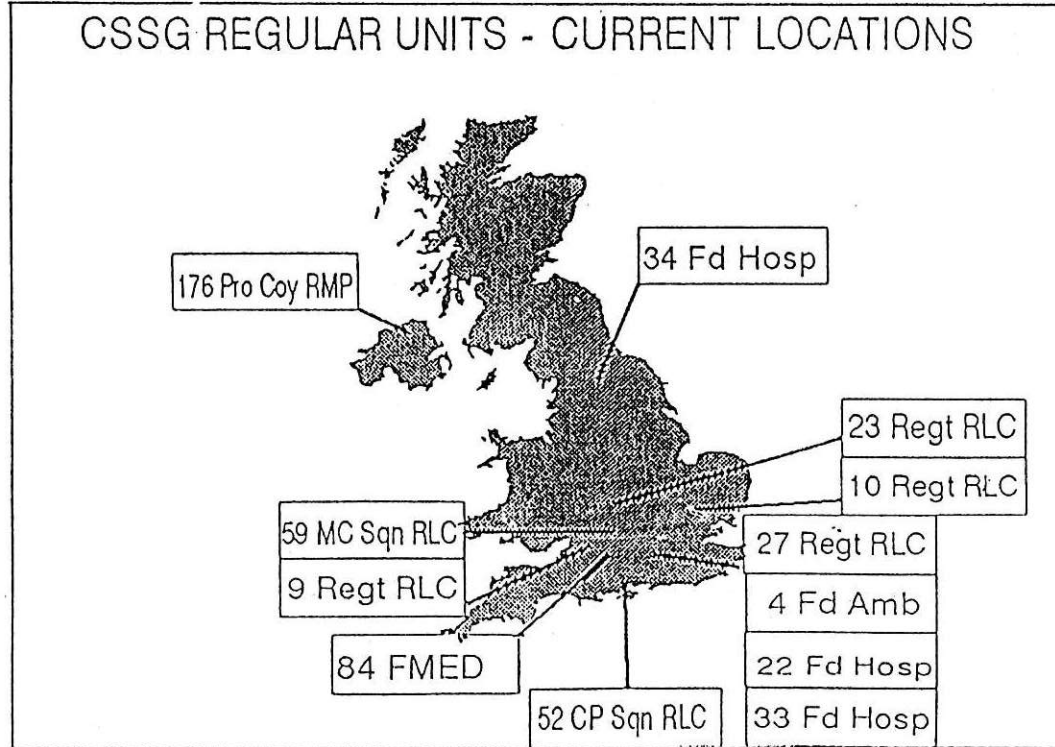 CSSG REGULAR UNITS - CURRENT LOCATIONS
34 Fd Hosp
176 Pro Coy RMP
23 Regt RLC
10 Regt RLC
59 MC Sqn RLC
9 Regt RLC
27 Regt RLC
4 Fd Amb
84 FMED
22 Fd Hosp
52 CP Sqn RLC
33 Fd Hosp